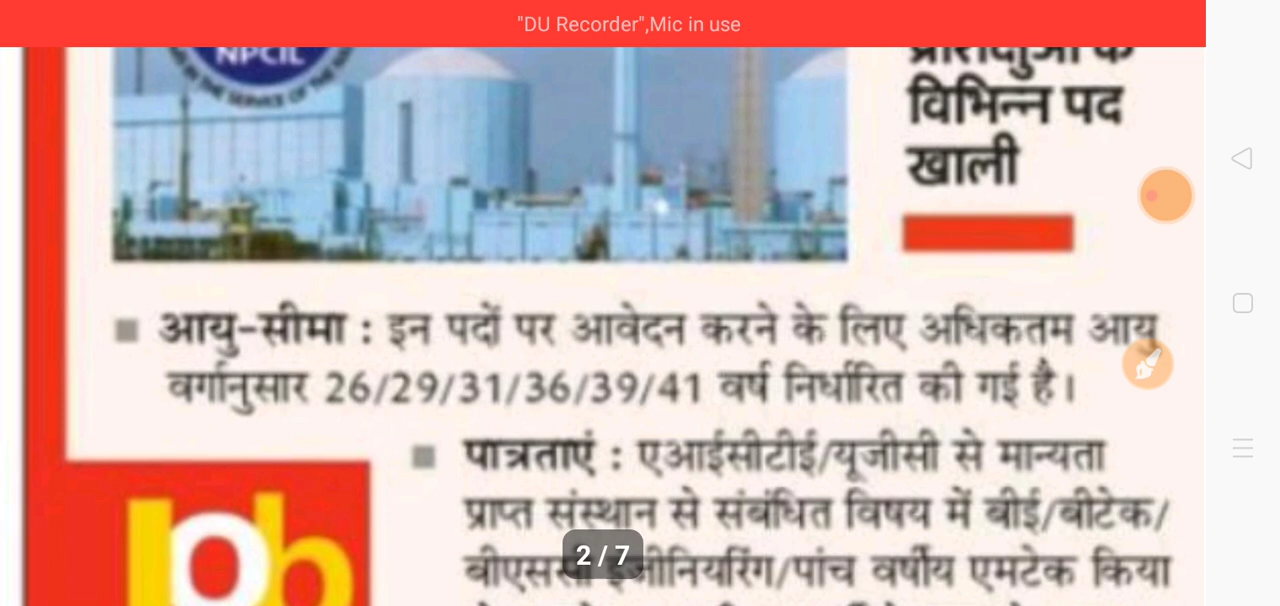 "DU Recorder",Mic in use
NPCIL
विभिन्न पद
खाली
आयु-सीमा : इन पदों पर आवेदन करने के लिए अधिकतम आयु
वर्गानुसार 26/29/31/36/39/41 वर्ष निर्धारित की गई है।
पात्रताएं : एआईसीटीई/यूजीसी से मान्यता
प्राप्त संस्थान से संबंधित विषय में बीई/बीटेक/
2 / 7
वर्षीय एमटेक किया